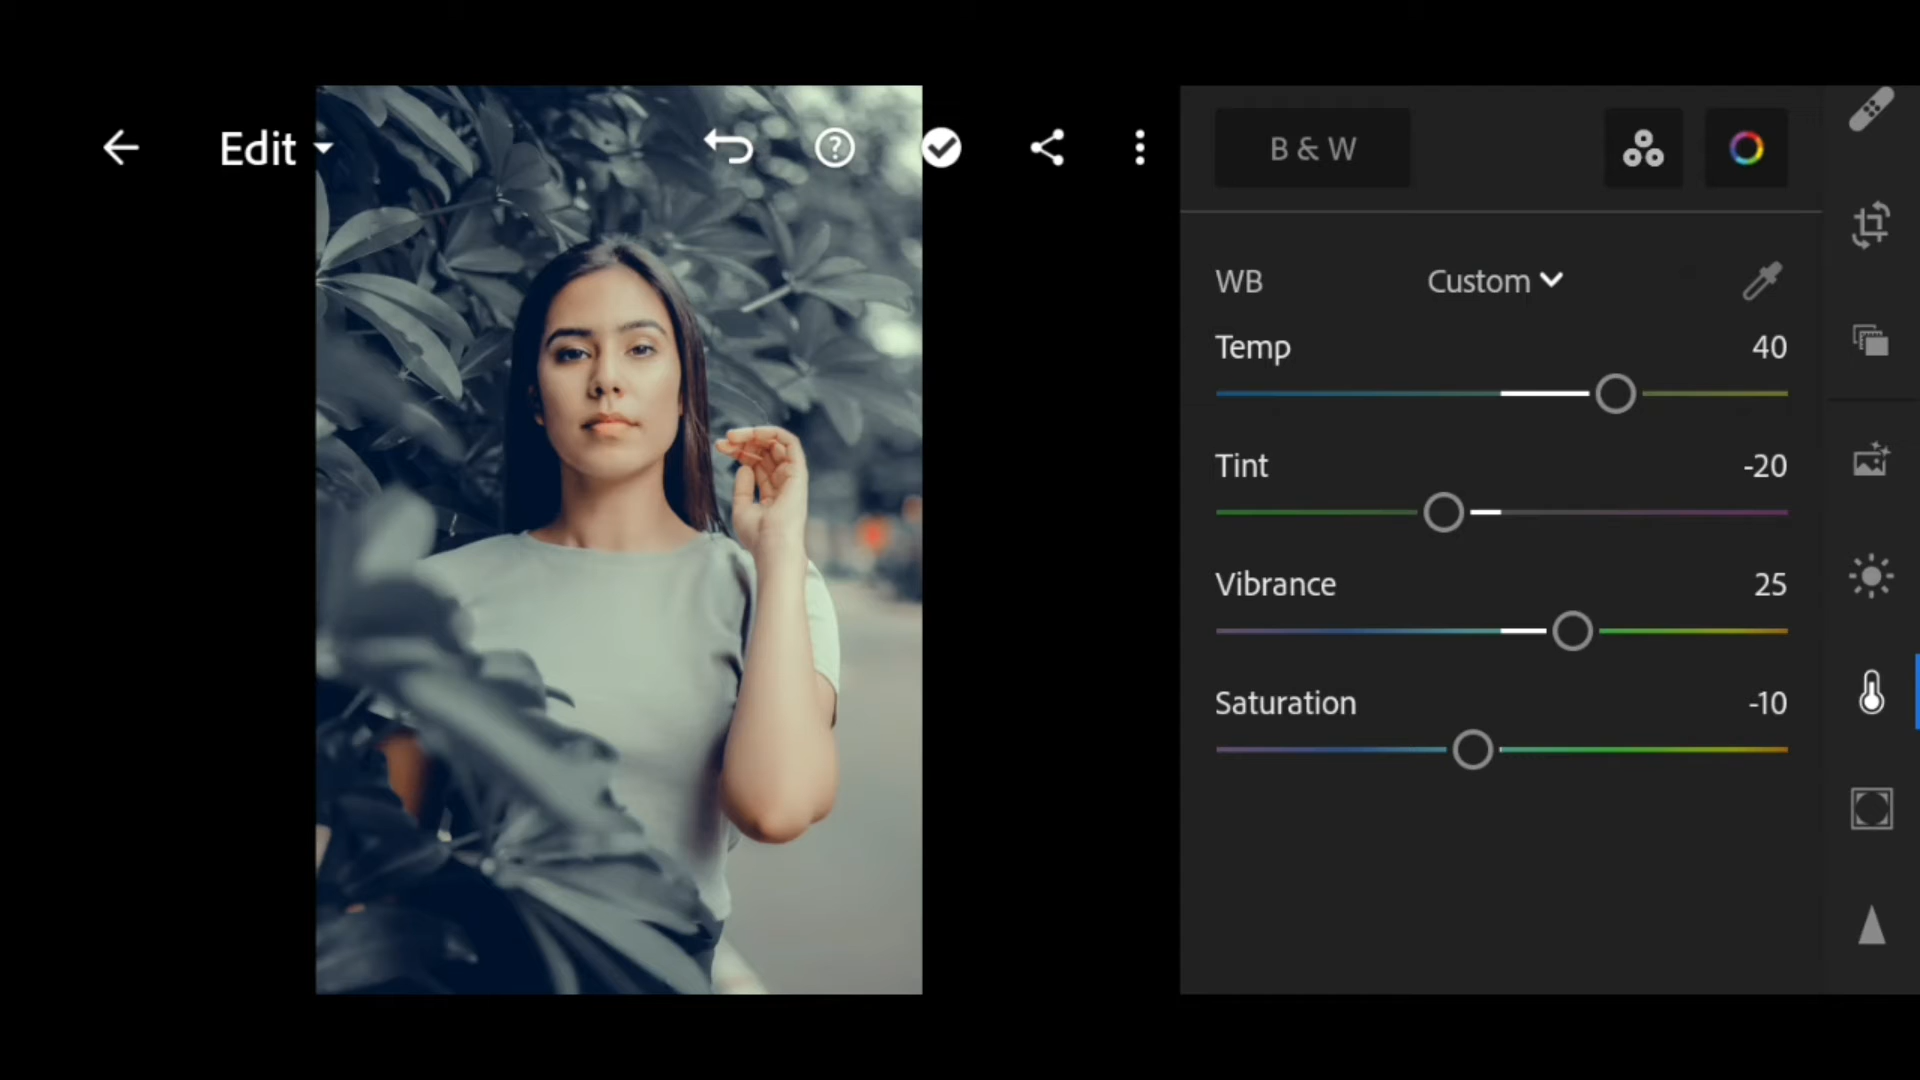 Edit
B & W
WB Custom
Temp 40
Tint -20
Vibrance 25
Saturation -10